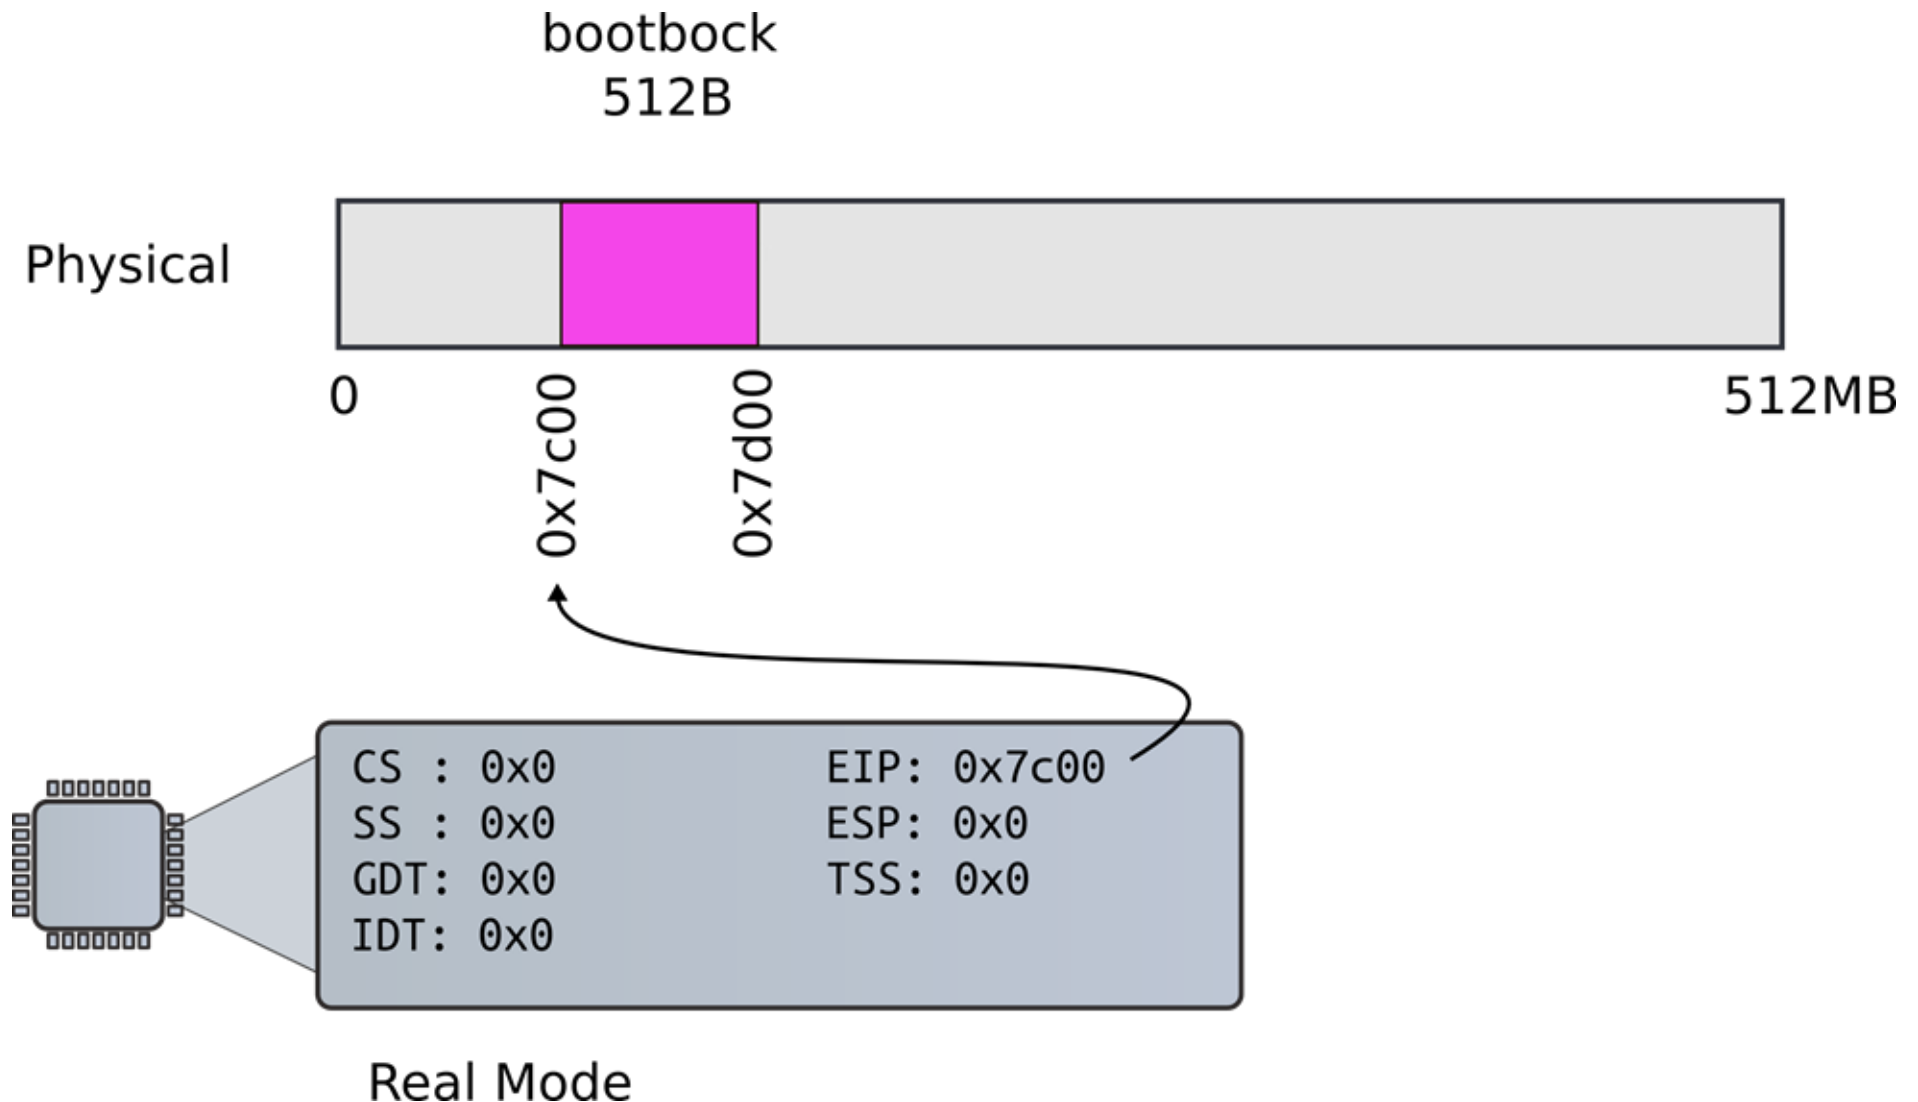 bootbock
512B
Physical
0
0x7c00
0x7d00
512MB
CS : 0x0
EIP: 0x7c00
SS : 0x0
ESP: 0x0
GDT: 0x0
TSS: 0x0
IDT: 0x0
Real Mode